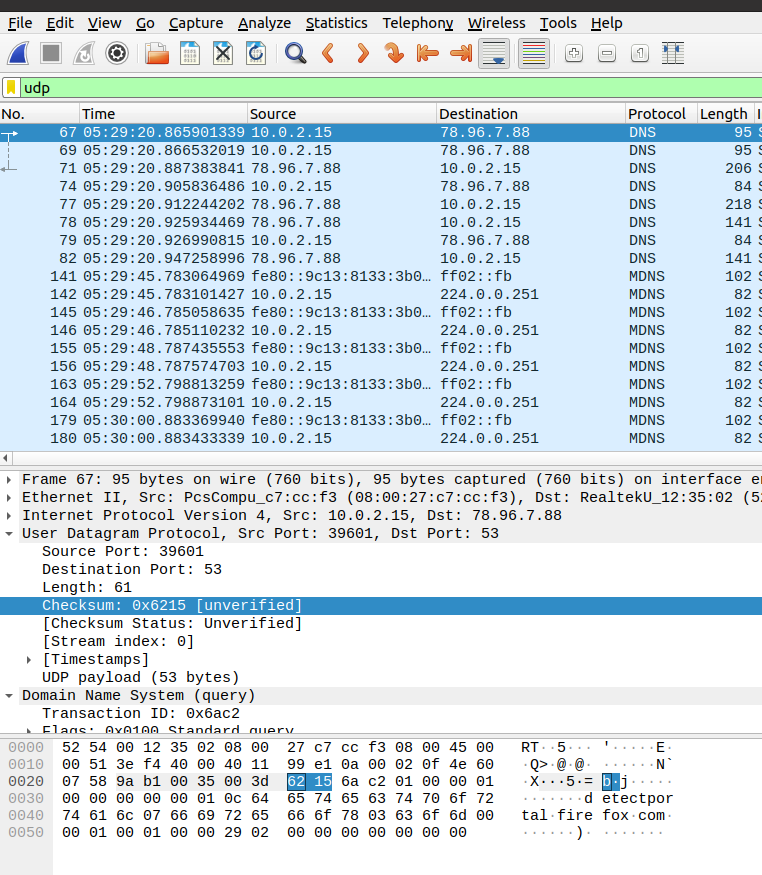 File Edit View Go Capture Analyze Statistics Telephony Wireless Tools Help
udp
No. Time Source Destination Protocol Length
67 05:29:20.865901339 10.0.2.15 78.96.7.88 DNS 95
69 05:29:20.866532019 10.0.2.15 78.96.7.88 DNS 95
71 05:29:20.887383841 78.96.7.88 10.0.2.15 DNS 206
74 05:29:20.905836486 10.0.2.15 78.96.7.88 DNS 84
77 05:29:20.912244202 78.96.7.88 10.0.2.15 DNS 218
78 05:29:20.925934469 78.96.7.88 10.0.2.15 DNS 141
79 05:29:20.926990815 10.0.2.15 78.96.7.88 DNS 84
82 05:29:20.947258996 78.96.7.88 10.0.2.15 DNS 141
141 05:29:45.783064969 fe80::9c13:8133:3b0… ff02::fb MDNS 102
142 05:29:45.783101427 10.0.2.15 224.0.0.251 MDNS 82
145 05:29:46.785058635 fe80::9c13:8133:3b0… ff02::fb MDNS 102
146 05:29:46.785110232 10.0.2.15 224.0.0.251 MDNS 82
155 05:29:48.787435553 fe80::9c13:8133:3b0… ff02::fb MDNS 102
156 05:29:48.787574703 10.0.2.15 224.0.0.251 MDNS 82
163 05:29:52.798813259 fe80::9c13:8133:3b0… ff02::fb MDNS 102
164 05:29:52.798873101 10.0.2.15 224.0.0.251 MDNS 82
179 05:30:00.883369940 fe80::9c13:8133:3b0… ff02::fb MDNS 102
180 05:30:00.883433339 10.0.2.15 224.0.0.251 MDNS 82
Frame 67: 95 bytes on wire (760 bits), 95 bytes captured (760 bits) on interface
Ethernet II, Src: PcsCompu_c7:cc:f3 (08:00:27:c7:cc:f3), Dst: RealtekU_12:35:02
Internet Protocol Version 4, Src: 10.0.2.15, Dst: 78.96.7.88
User Datagram Protocol, Src Port: 39601, Dst Port: 53
Source Port: 39601
Destination Port: 53
Length: 61
Checksum: 0x6215 [unverified]
[Checksum Status: Unverified]
[Stream index: 0]
[Timestamps]
UDP payload (53 bytes)
Domain Name System (query)
Transaction ID: 0x6ac2
Flags: 0x0100 Standard query
0000 52 54 00 12 35 02 08 00 27 c7 cc f3 08 00 45 00 RT··5··· '·····E·
0010 00 51 3e f4 40 00 40 11 99 e1 0a 00 02 0f 4e 60 ·Q>·@·@· ······N`
0020 07 58 9a b1 00 35 00 3d 62 15 6a c2 01 00 00 01 ·X···5·= b·j·····
0030 00 00 00 00 00 01 0c 64 65 74 65 63 74 70 6f 72 ·······d etectpor
0040 74 61 6c 07 66 69 72 65 66 6f 78 03 63 6f 6d 00 tal·fire fox·com·
0050 00 01 00 01 00 00 29 02 00 00 00 00 00 00 00 ······)· ·······